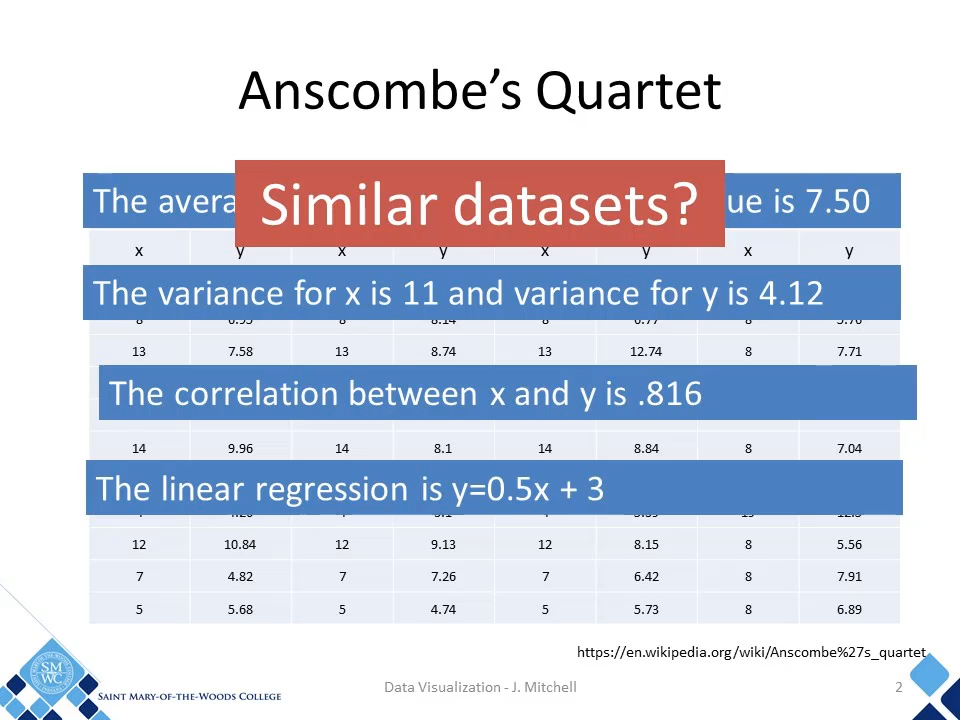 Anscombe’s Quartet
The avera
Similar datasets?
ue is 7.50
x y x y x y x y
The variance for x is 11 and variance for y is 4.12
13 7.58 13 8.74 13 12.74 8 7.71
The correlation between x and y is .816
14 9.96 14 8.1 14 8.84 8 7.04
The linear regression is y=0.5x + 3
12 10.84 12 9.13 12 8.15 8 5.56
7 4.82 7 7.26 7 6.42 8 7.91
5 5.68 5 4.74 5 5.73 8 6.89
https://en.wikipedia.org/wiki/Anscombe%27s_quartet
SM
WC
SAINT MARY-OF-THE-WOODS COLLEGE
Data Visualization - J. Mitchell
2